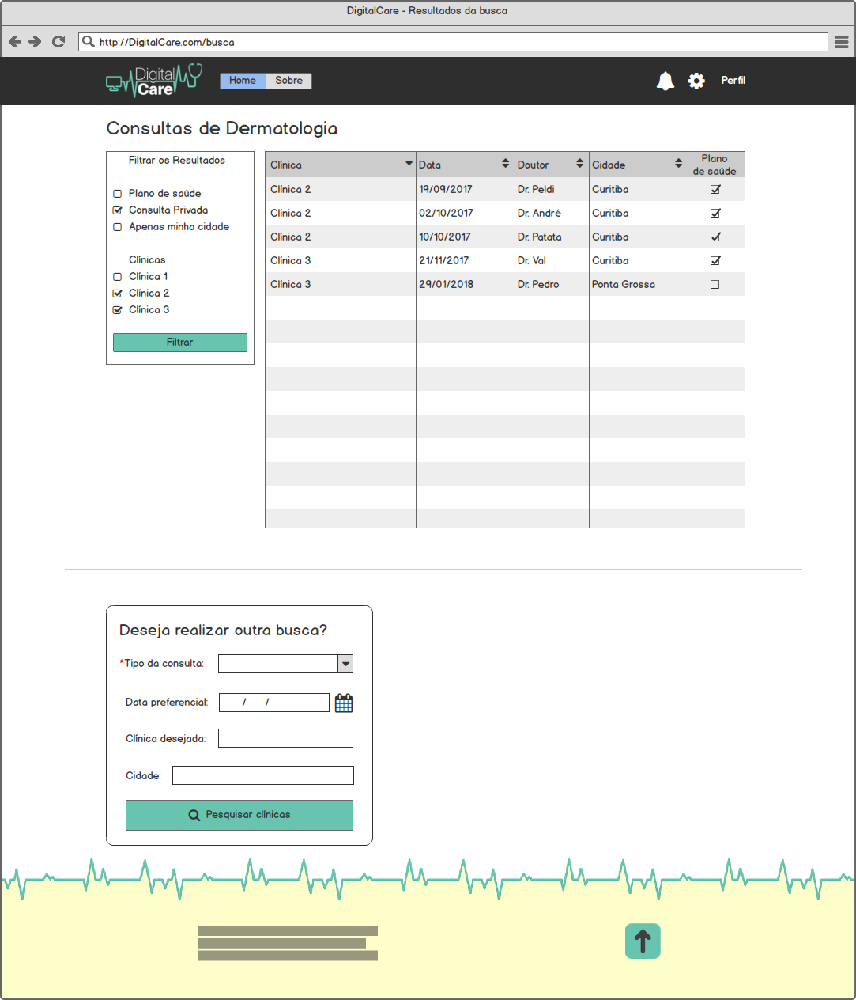 DigitalCare - Resultados da busca
http://DigitalCare.com/busca
Digital
Care
Home Sobre Perfil
Consultas de Dermatologia
Filtrar os Resultados
Plano de saúde
Consulta Privada
Apenas minha cidade
Clínicas
Clínica 1
Clínica 2
Clínica 3
Filtrar
Clínica Data Doutor Cidade Plano
de saúde
Clínica 2 19/09/2017 Dr. Peldi Curitiba
Clínica 2 02/10/2017 Dr. André Curitiba
Clínica 2 10/10/2017 Dr. Patata Curitiba
Clínica 3 21/11/2017 Dr. Val Curitiba
Clínica 3 29/01/2018 Dr. Pedro Ponta Grossa
Deseja realizar outra busca?
*Tipo da consulta:
Data preferencial: / /
Clínica desejada:
Cidade:
Pesquisar clínicas